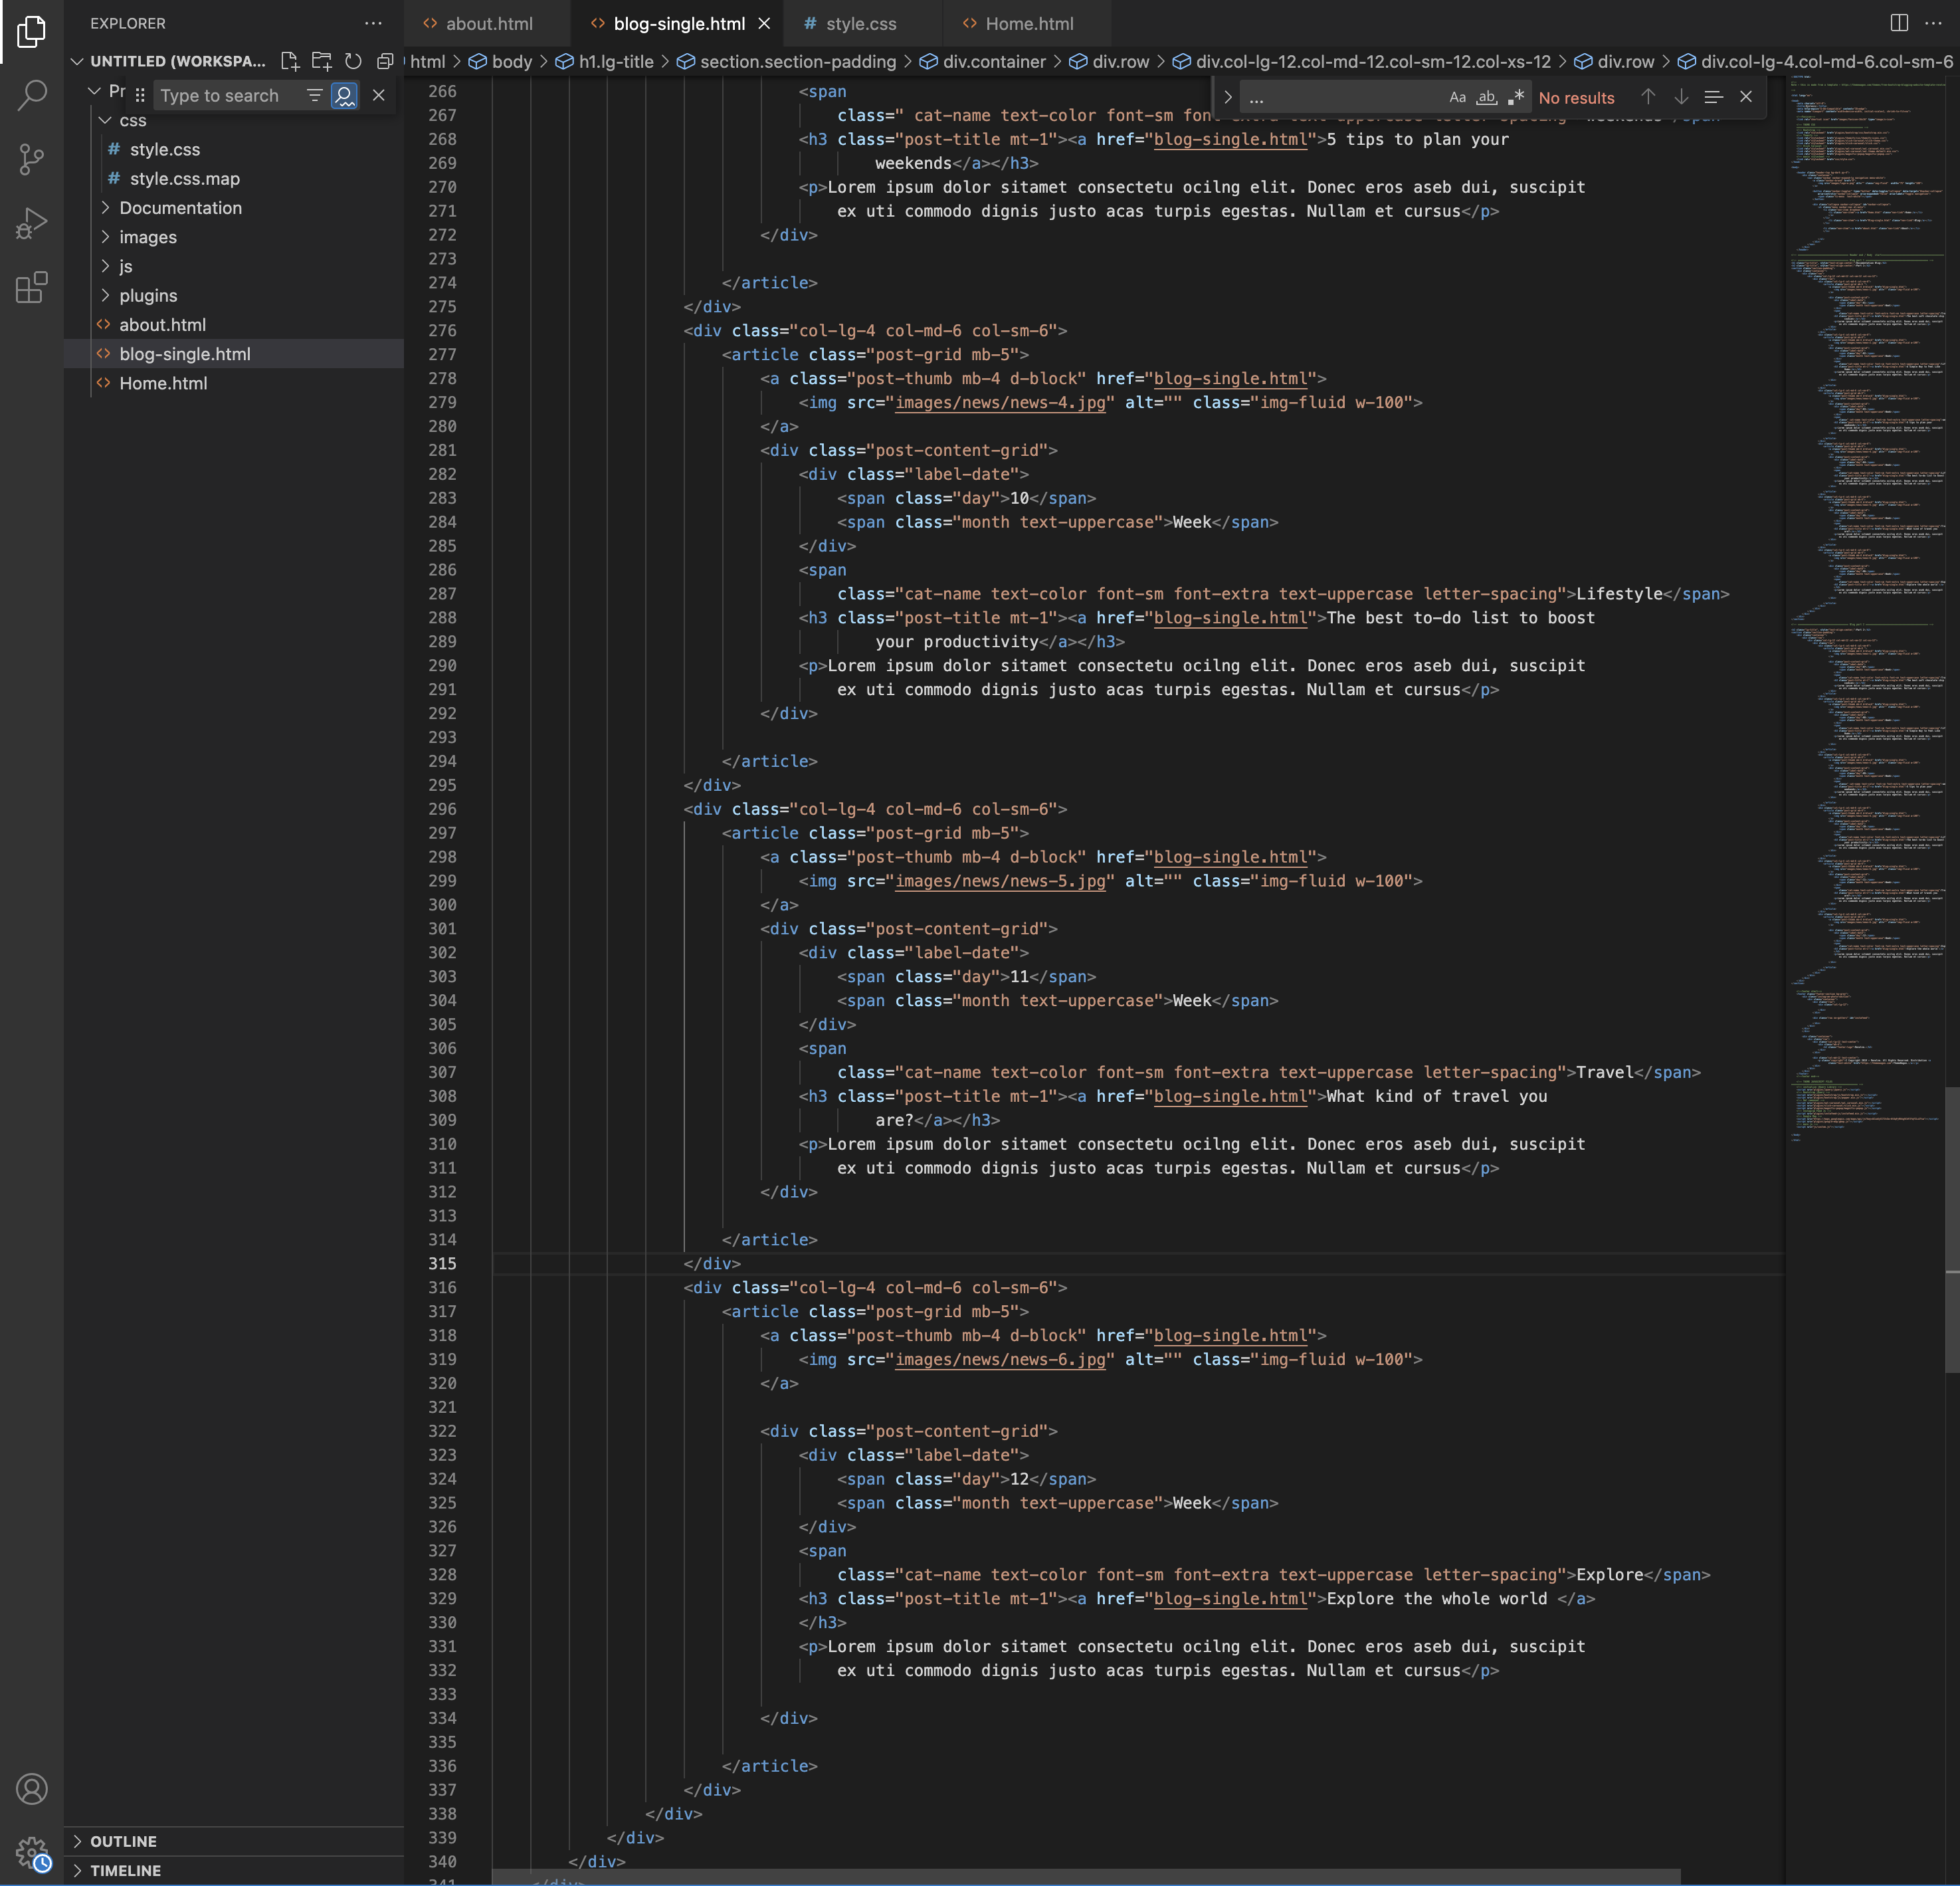 EXPLORER
about.html
blog-single.html
# style.css
Home.html
UNTITLED (WORKSPA...
html > body > h1.lg-title > section.section-padding > div.container > div.row > div.col-lg-12.col-md-12.col-sm-12.col-xs-12 > div.row > div.col-lg-4.col-md-6.col-sm-6
Pr
Type to search
...
Aa ab .*
No results
css
# style.css
# style.css.map
Documentation
images
js
plugins
about.html
blog-single.html
Home.html
OUTLINE
TIMELINE
266 <span
267 class=" cat-name text-color font-sm
268 <h3 class="post-title mt-1"><a href="blog-single.html">5 tips to plan your
269 weekends</a></h3>
270 <p>Lorem ipsum dolor sitamet consectetu ocilng elit. Donec eros aseb dui, suscipit
271 ex uti commodo dignis justo acas turpis egestas. Nullam et cursus</p>
272 </div>
273
274 </article>
275 </div>
276 <div class="col-lg-4 col-md-6 col-sm-6">
277 <article class="post-grid mb-5">
278 <a class="post-thumb mb-4 d-block" href="blog-single.html">
279 <img src="images/news/news-4.jpg" alt="" class="img-fluid w-100">
280 </a>
281 <div class="post-content-grid">
282 <div class="label-date">
283 <span class="day">10</span>
284 <span class="month text-uppercase">Week</span>
285 </div>
286 <span
287 class="cat-name text-color font-sm font-extra text-uppercase letter-spacing">Lifestyle</span>
288 <h3 class="post-title mt-1"><a href="blog-single.html">The best to-do list to boost
289 your productivity</a></h3>
290 <p>Lorem ipsum dolor sitamet consectetu ocilng elit. Donec eros aseb dui, suscipit
291 ex uti commodo dignis justo acas turpis egestas. Nullam et cursus</p>
292 </div>
293
294 </article>
295 </div>
296 <div class="col-lg-4 col-md-6 col-sm-6">
297 <article class="post-grid mb-5">
298 <a class="post-thumb mb-4 d-block" href="blog-single.html">
299 <img src="images/news/news-5.jpg" alt="" class="img-fluid w-100">
300 </a>
301 <div class="post-content-grid">
302 <div class="label-date">
303 <span class="day">11</span>
304 <span class="month text-uppercase">Week</span>
305 </div>
306 <span
307 class="cat-name text-color font-sm font-extra text-uppercase letter-spacing">Travel</span>
308 <h3 class="post-title mt-1"><a href="blog-single.html">What kind of travel you
309 are?</a></h3>
310 <p>Lorem ipsum dolor sitamet consectetu ocilng elit. Donec eros aseb dui, suscipit
311 ex uti commodo dignis justo acas turpis egestas. Nullam et cursus</p>
312 </div>
313
314 </article>
315 </div>
316 <div class="col-lg-4 col-md-6 col-sm-6">
317 <article class="post-grid mb-5">
318 <a class="post-thumb mb-4 d-block" href="blog-single.html">
319 <img src="images/news/news-6.jpg" alt="" class="img-fluid w-100">
320 </a>
321
322 <div class="post-content-grid">
323 <div class="label-date">
324 <span class="day">12</span>
325 <span class="month text-uppercase">Week</span>
326 </div>
327 <span
328 class="cat-name text-color font-sm font-extra text-uppercase letter-spacing">Explore</span>
329 <h3 class="post-title mt-1"><a href="blog-single.html">Explore the whole world </a>
330 </h3>
331 <p>Lorem ipsum dolor sitamet consectetu ocilng elit. Donec eros aseb dui, suscipit
332 ex uti commodo dignis justo acas turpis egestas. Nullam et cursus</p>
333
334 </div>
335
336 </article>
337 </div>
338 </div>
339 </div>
340 </div>